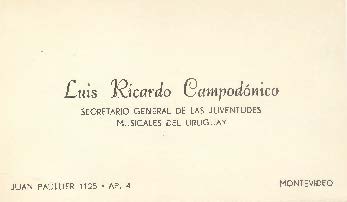 Luis Ricardo Campodónico
SECRETARIO GENERAL DE LAS JUVENTUDES
MUSICALES DEL URUGUAY
JUAN PAULLIER 1125 - AP. 4
MONTEVIDEO